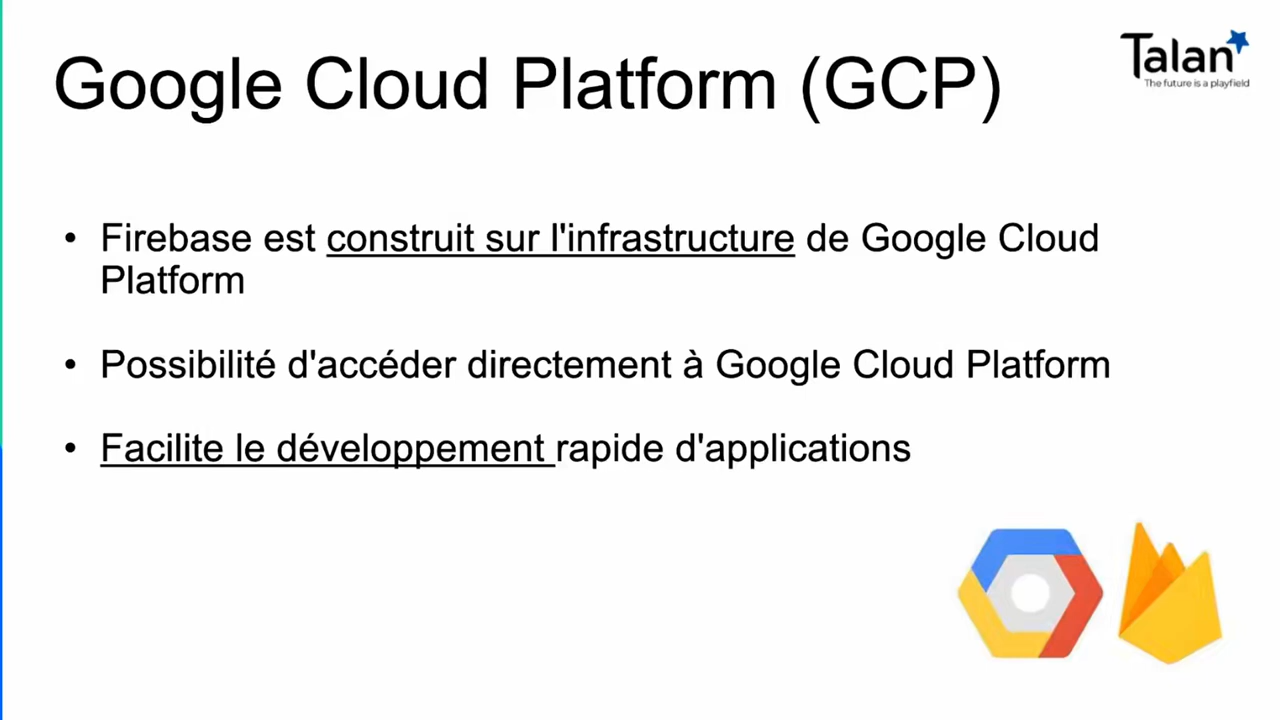 Google Cloud Platform (GCP)
Talan
The future is a playfield
• Firebase est construit sur l'infrastructure de Google Cloud
Platform
• Possibilité d'accéder directement à Google Cloud Platform
• Facilite le développement rapide d'applications